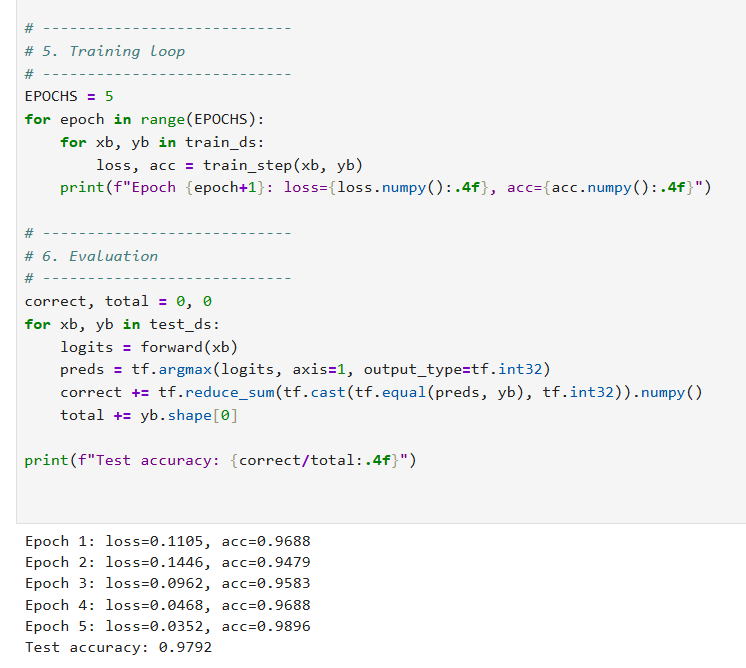 # ----------------------------
# 5. Training loop
# ----------------------------
EPOCHS = 5
for epoch in range(EPOCHS):
    for xb, yb in train_ds:
        loss, acc = train_step(xb, yb)
    print(f"Epoch {epoch+1}: loss={loss.numpy():.4f}, acc={acc.numpy():.4f}")

# ----------------------------
# 6. Evaluation
# ----------------------------
correct, total = 0, 0
for xb, yb in test_ds:
    logits = forward(xb)
    preds = tf.argmax(logits, axis=1, output_type=tf.int32)
    correct += tf.reduce_sum(tf.cast(tf.equal(preds, yb), tf.int32)).numpy()
    total += yb.shape[0]

print(f"Test accuracy: {correct/total:.4f}")

Epoch 1: loss=0.1105, acc=0.9688
Epoch 2: loss=0.1446, acc=0.9479
Epoch 3: loss=0.0962, acc=0.9583
Epoch 4: loss=0.0468, acc=0.9688
Epoch 5: loss=0.0352, acc=0.9896
Test accuracy: 0.9792